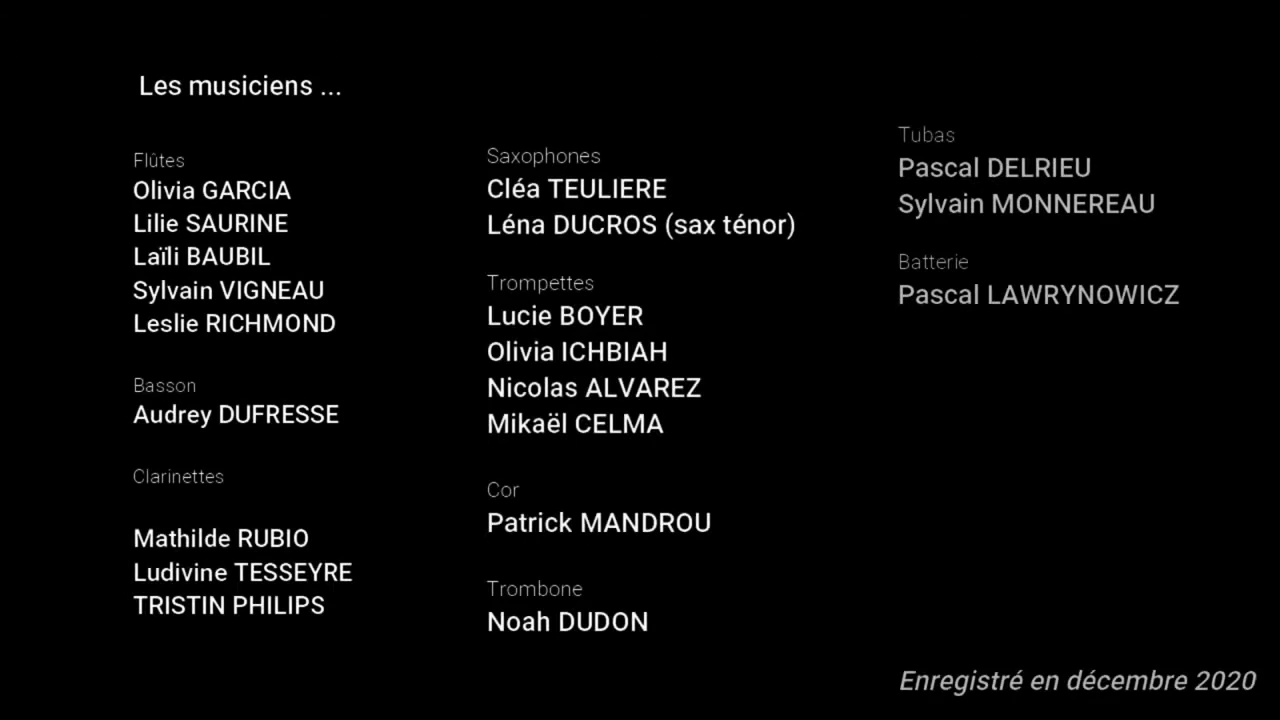 Les musiciens ...
Flûtes
Olivia GARCIA
Lilie SAURINE
Laïli BAUBIL
Sylvain VIGNEAU
Leslie RICHMOND
Basson
Audrey DUFRESSE
Clarinettes
Mathilde RUBIO
Ludivine TESSEYRE
TRISTIN PHILIPS
Saxophones
Cléa TEULIERE
Léna DUCROS (sax ténor)
Trompettes
Lucie BOYER
Olivia ICHBIAH
Nicolas ALVAREZ
Mikaël CELMA
Cor
Patrick MANDROU
Trombone
Noah DUDON
Tubas
Pascal DELRIEU
Sylvain MONNEREAU
Batterie
Pascal LAWRYNOWICZ
Enregistré en décembre 2020